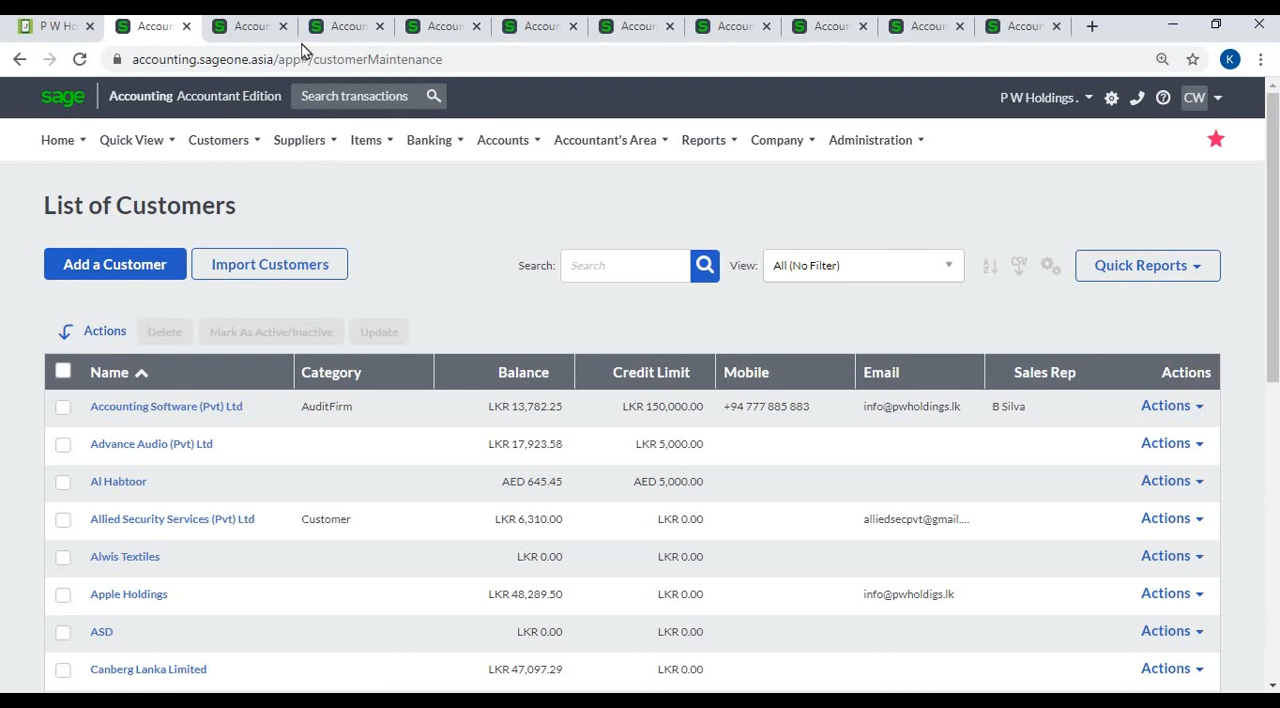 P W Ho
Accoun
Accoun
Accoun
Accoun
Accoun
Accoun
Accoun
Accoun
Accoun
Accoun
accounting.sageone.asia/app#/customerMaintenance
K
sage Accounting Accountant Edition Search transactions P W Holdings . CW
Home Quick View Customers Suppliers Items Banking Accounts Accountant's Area Reports Company Administration
List of Customers
Add a Customer Import Customers Search: Search View: All (No Filter) CSV Quick Reports
Actions Delete Mark As Active/Inactive Update
Name Category Balance Credit Limit Mobile Email Sales Rep Actions
Accounting Software (Pvt) Ltd AuditFirm LKR 13,782.25 LKR 150,000.00 +94 777 885 883 info@pwholdings.lk B Silva Actions
Advance Audio (Pvt) Ltd LKR 17,923.58 LKR 5,000.00 Actions
Al Habtoor AED 645.45 AED 5,000.00 Actions
Allied Security Services (Pvt) Ltd Customer LKR 6,310.00 LKR 0.00 alliedsecpvt@gmail.... Actions
Alwis Textiles LKR 0.00 LKR 0.00 Actions
Apple Holdings LKR 48,289.50 LKR 0.00 info@pwholdigs.lk Actions
ASD LKR 0.00 LKR 0.00 Actions
Canberg Lanka Limited LKR 47,097.29 LKR 0.00 Actions